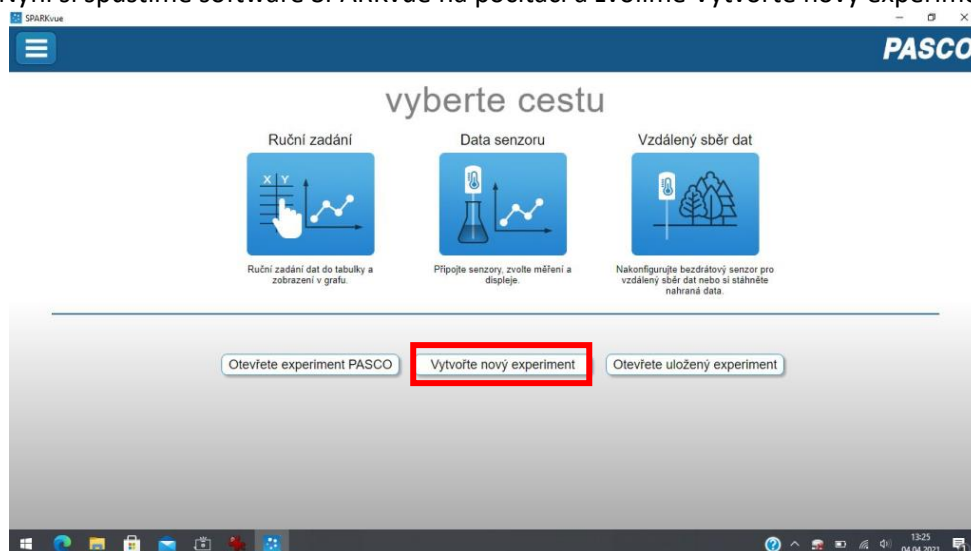 Nyní si spustíme software SPARKvue na počítači a zvolíme Vytvořte nový
SPARKvue
PASCO
vyberte cestu
Ruční zadání
Data senzoru
Vzdálený sběr dat
X Y
Ruční zadání dat do tabulky a
zobrazení v grafu.
Připojte senzory, zvolte měření a
displeje.
Nakonfigurujte bezdrátový senzor pro
vzdálený sběr dat nebo si stáhněte
nahraná data.
Otevřete experiment PASCO
Vytvořte nový experiment
Otevřete uložený experiment
13:25
04.04.2021